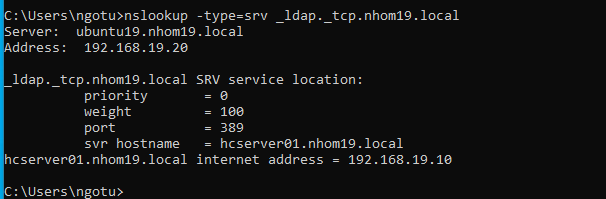 C:\Users\ngotu>nslookup -type=srv _ldap._tcp.nhom19.local
Server:  ubuntu19.nhom19.local
Address:  192.168.19.20
_ldap._tcp.nhom19.local SRV service location:
          priority       = 0
          weight         = 100
          port           = 389
          svr hostname   = hcserver01.nhom19.local
hcserver01.nhom19.local internet address = 192.168.19.10
C:\Users\ngotu>